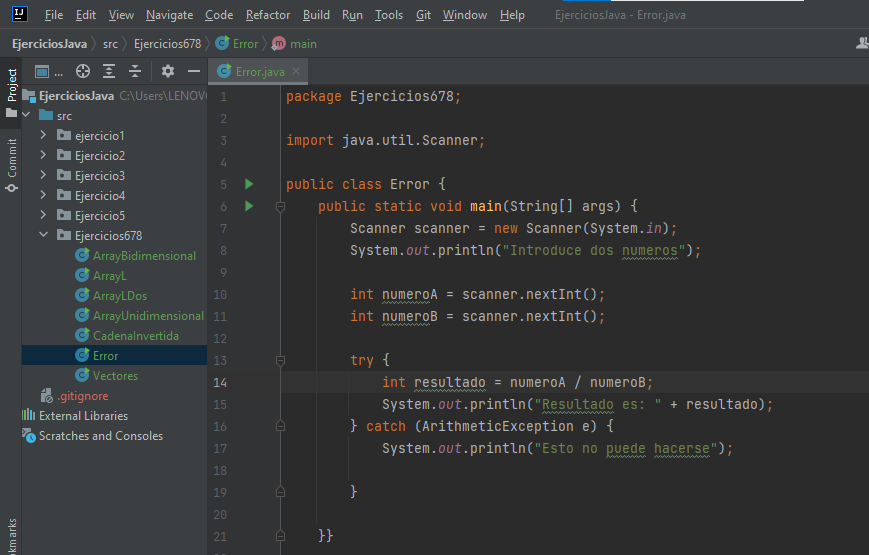 IJ File Edit View Navigate Code Refactor Build Run Tools Git Window Help EjerciciosJava - Error.java
EjerciciosJava src Ejercicios678 Error main
Project
Commit
... Error.java
EjerciciosJava C:\Users\LENOVO
src
ejercicio1
Ejercicio2
Ejercicio3
Ejercicio4
Ejercicio5
Ejercicios678
ArrayBidimensional
ArrayL
ArrayLDos
ArrayUnidimensional
CadenaInvertida
Error
Vectores
.gitignore
External Libraries
Scratches and Consoles
1 package Ejercicios678;
2
3 import java.util.Scanner;
4
5 public class Error {
6 public static void main(String[] args) {
7 Scanner scanner = new Scanner(System.in);
8 System.out.println("Introduce dos numeros");
9
10 int numeroA = scanner.nextInt();
11 int numeroB = scanner.nextInt();
12
13 try {
14 int resultado = numeroA / numeroB;
15 System.out.println("Resultado es: " + resultado);
16 } catch (ArithmeticException e) {
17 System.out.println("Esto no puede hacerse");
18
19 }
20
21 }}